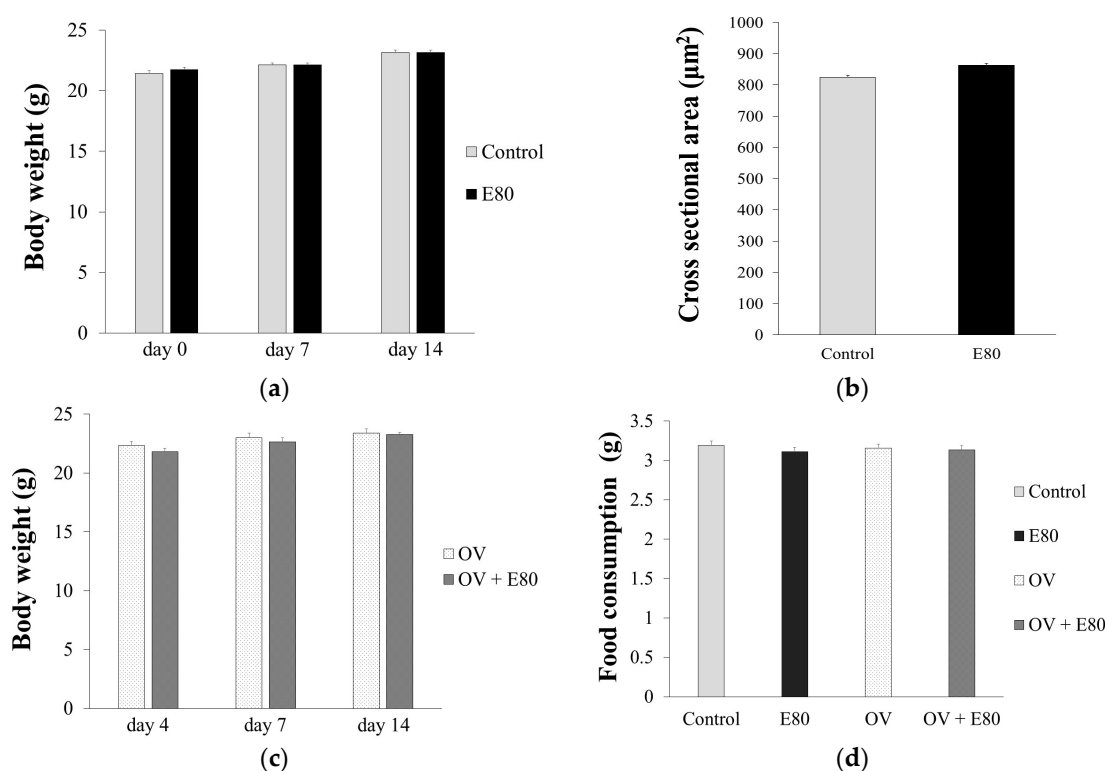 25
20
15
10
5
0
Body weight (g)
day 0 day 7 day 14
Control
E80
(a)
1000
900
800
700
600
500
400
300
200
100
0
Cross sectional area (µm²)
Control E80
(b)
25
20
15
10
5
0
Body weight (g)
day 4 day 7 day 14
OV
OV + E80
(c)
3.5
3
2.5
2
1.5
1
0.5
0
Food consumption (g)
Control E80 OV OV + E80
Control
E80
OV
OV + E80
(d)